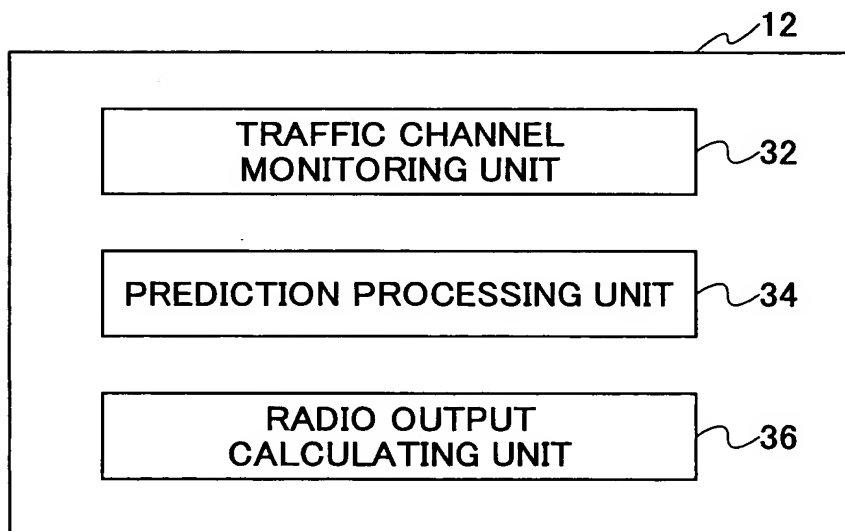 12
TRAFFIC CHANNEL
MONITORING UNIT
32
PREDICTION PROCESSING UNIT
34
RADIO OUTPUT
CALCULATING UNIT
36